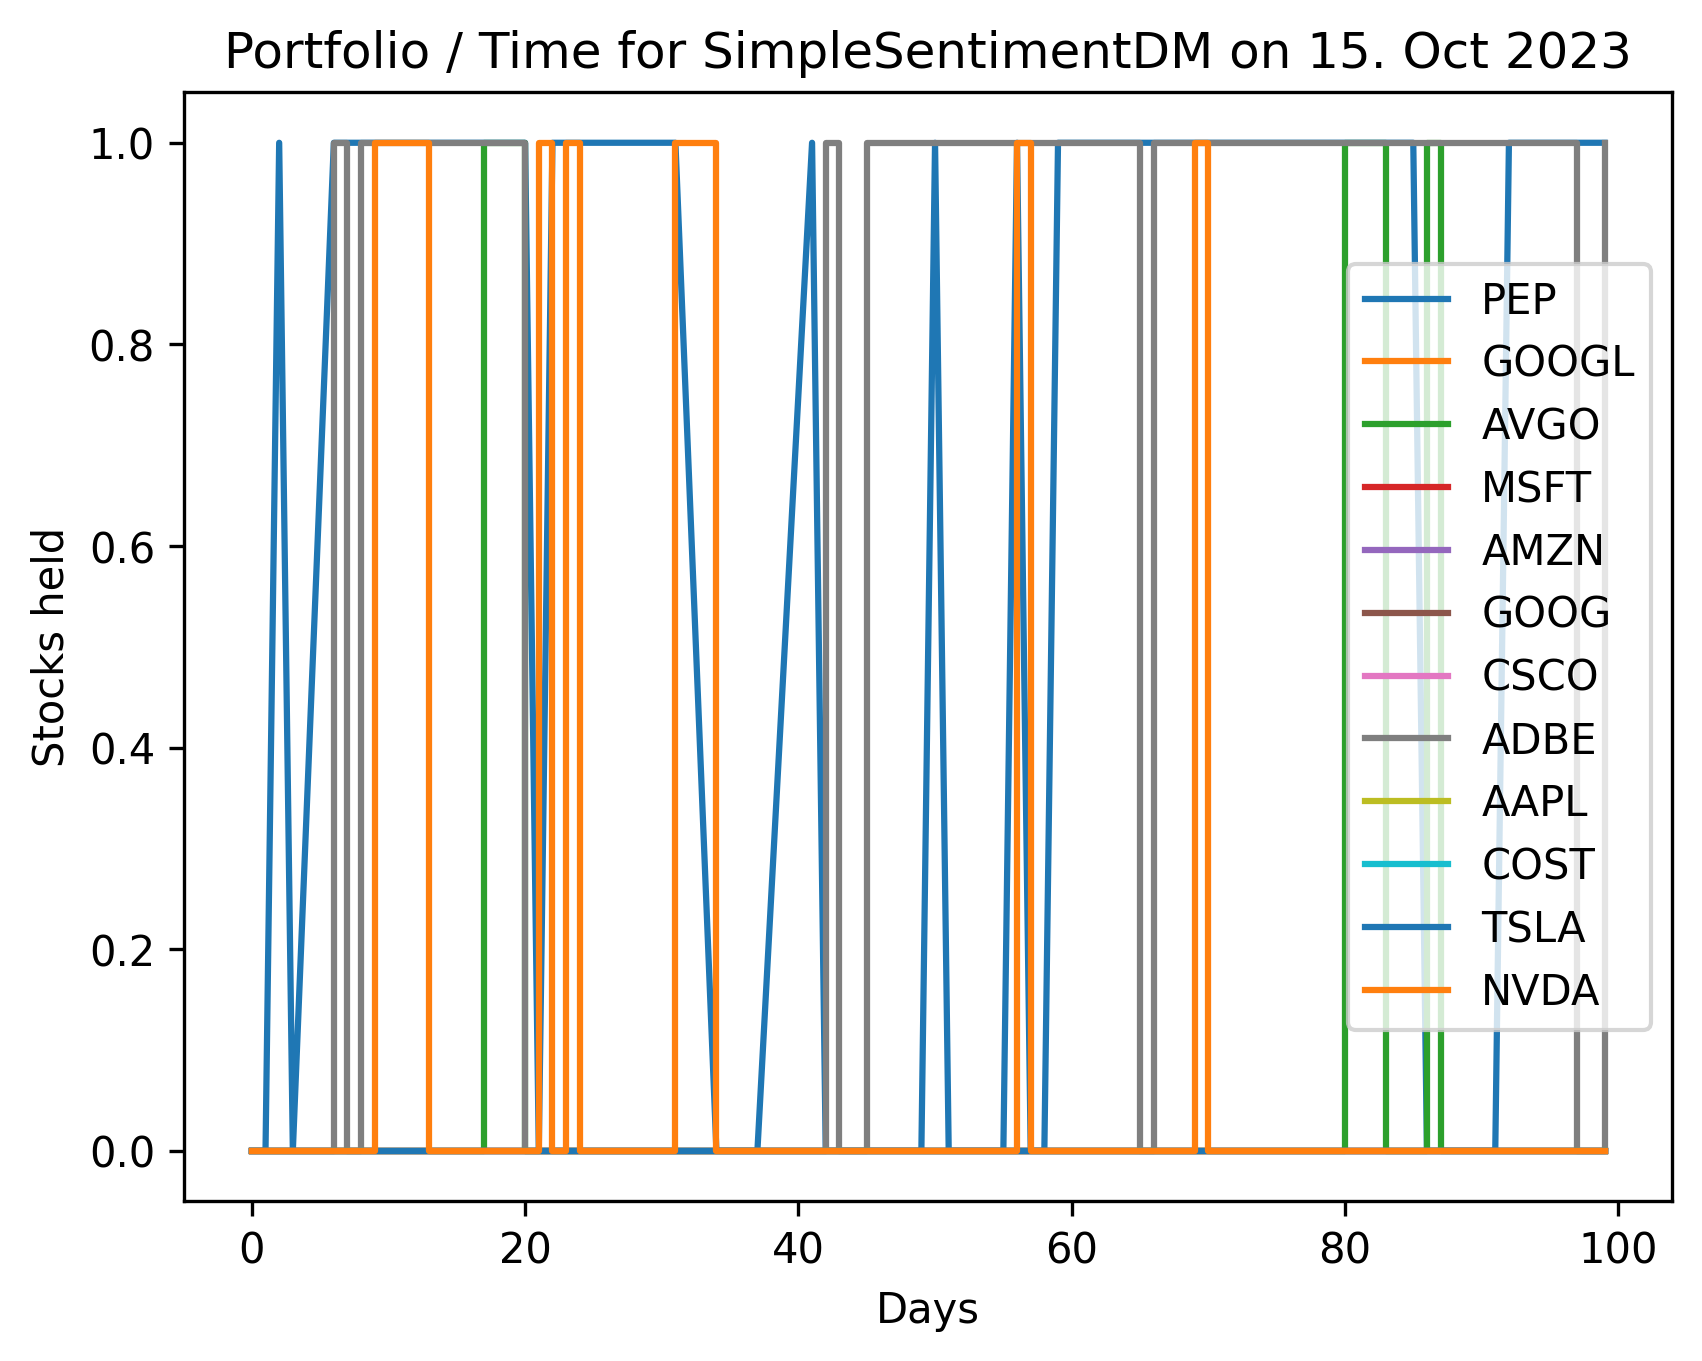 Portfolio / Time for SimpleSentimentDM on 15. Oct 2023
Stocks held
1.0
0.8
0.6
0.4
0.2
0.0
PEP
GOOGL
AVGO
MSFT
AMZN
GOOG
CSCO
ADBE
AAPL
COST
TSLA
NVDA
0 20 40 60 80 100
Days